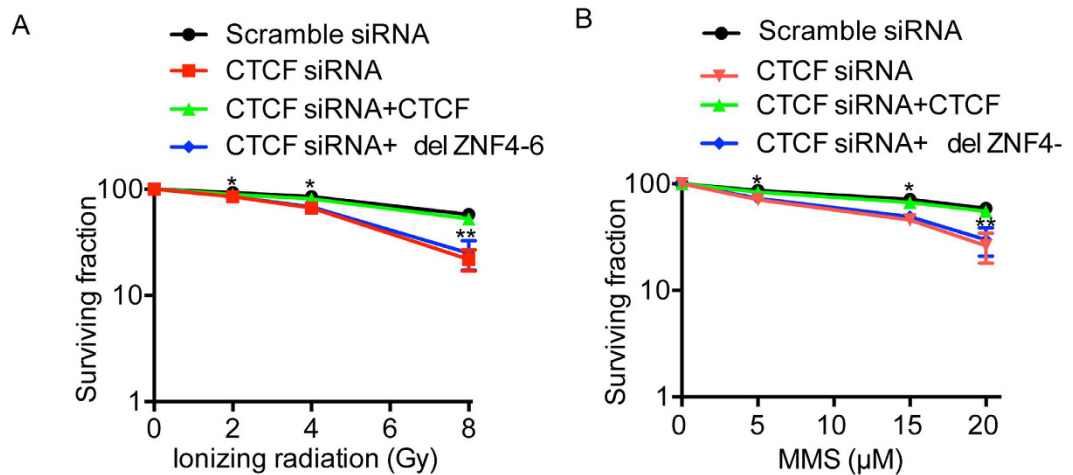 A
Scramble siRNA
CTCF siRNA
CTCF siRNA+CTCF
CTCF siRNA+ del ZNF4-6
100
10
1
Surviving fraction
* * **
0 2 4 6 8
Ionizing radiation (Gy)
B
Scramble siRNA
CTCF siRNA
CTCF siRNA+CTCF
CTCF siRNA+ del ZNF4-
100
10
1
Surviving fraction
* * **
0 5 10 15 20
MMS (µM)